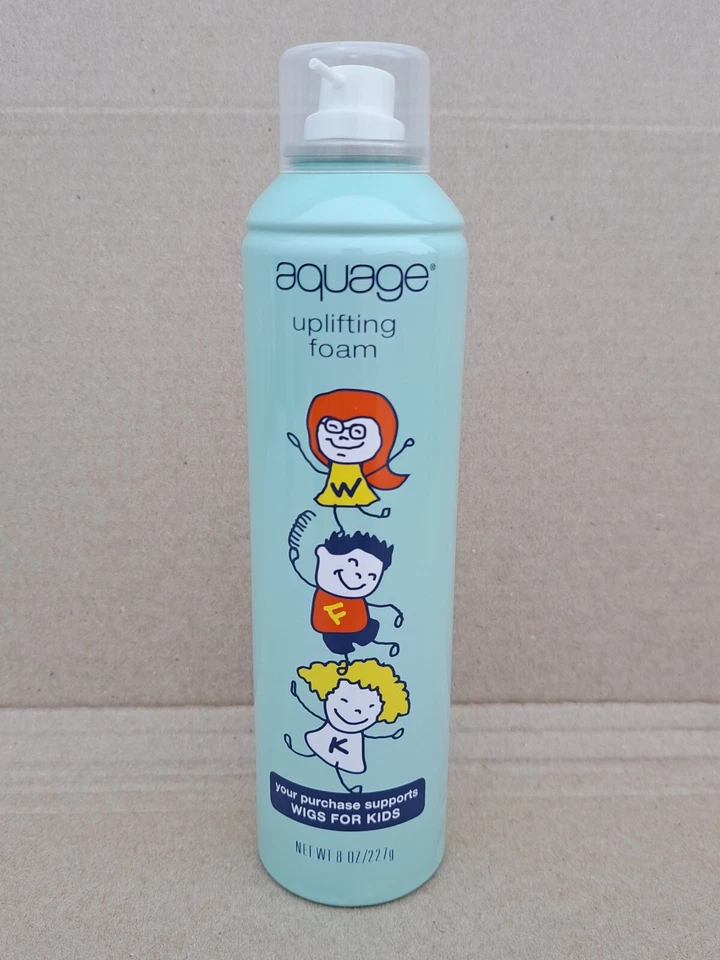 aquage®
uplifting
foam
W
F
K
your purchase supports
WIGS FOR KIDS
NET WT 8 OZ/227g